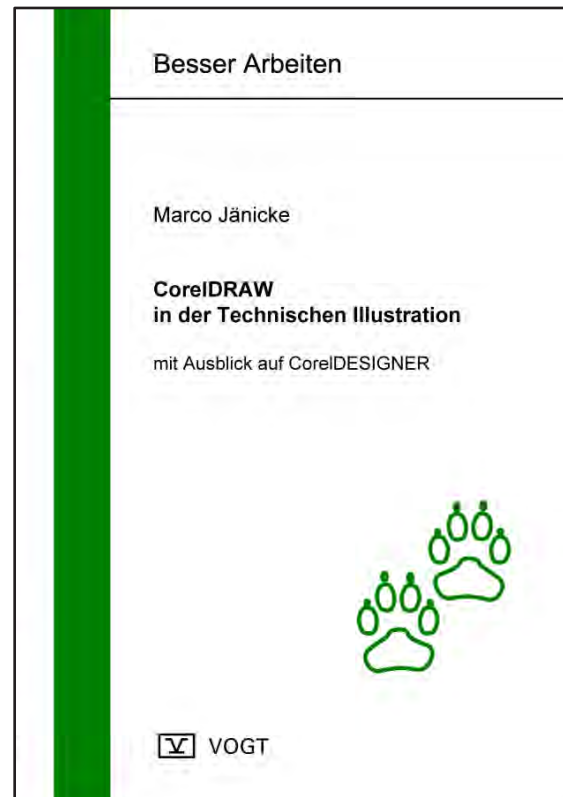 Besser Arbeiten
Marco Jänicke
CorelDRAW
in der Technischen Illustration
mit Ausblick auf CorelDESIGNER
VOGT